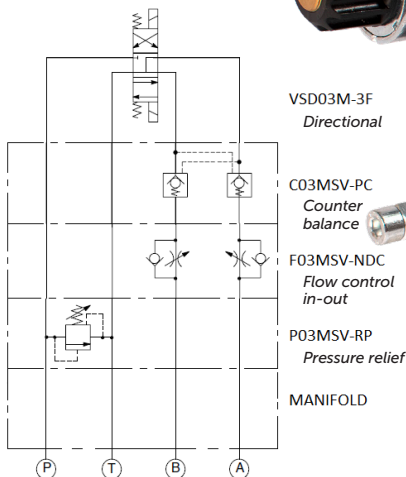 VSD03M-3F
Directional
C03MSV-PC
Counter
balance
F03MSV-NDC
Flow control
in-out
P03MSV-RP
Pressure relief
MANIFOLD
P T B A